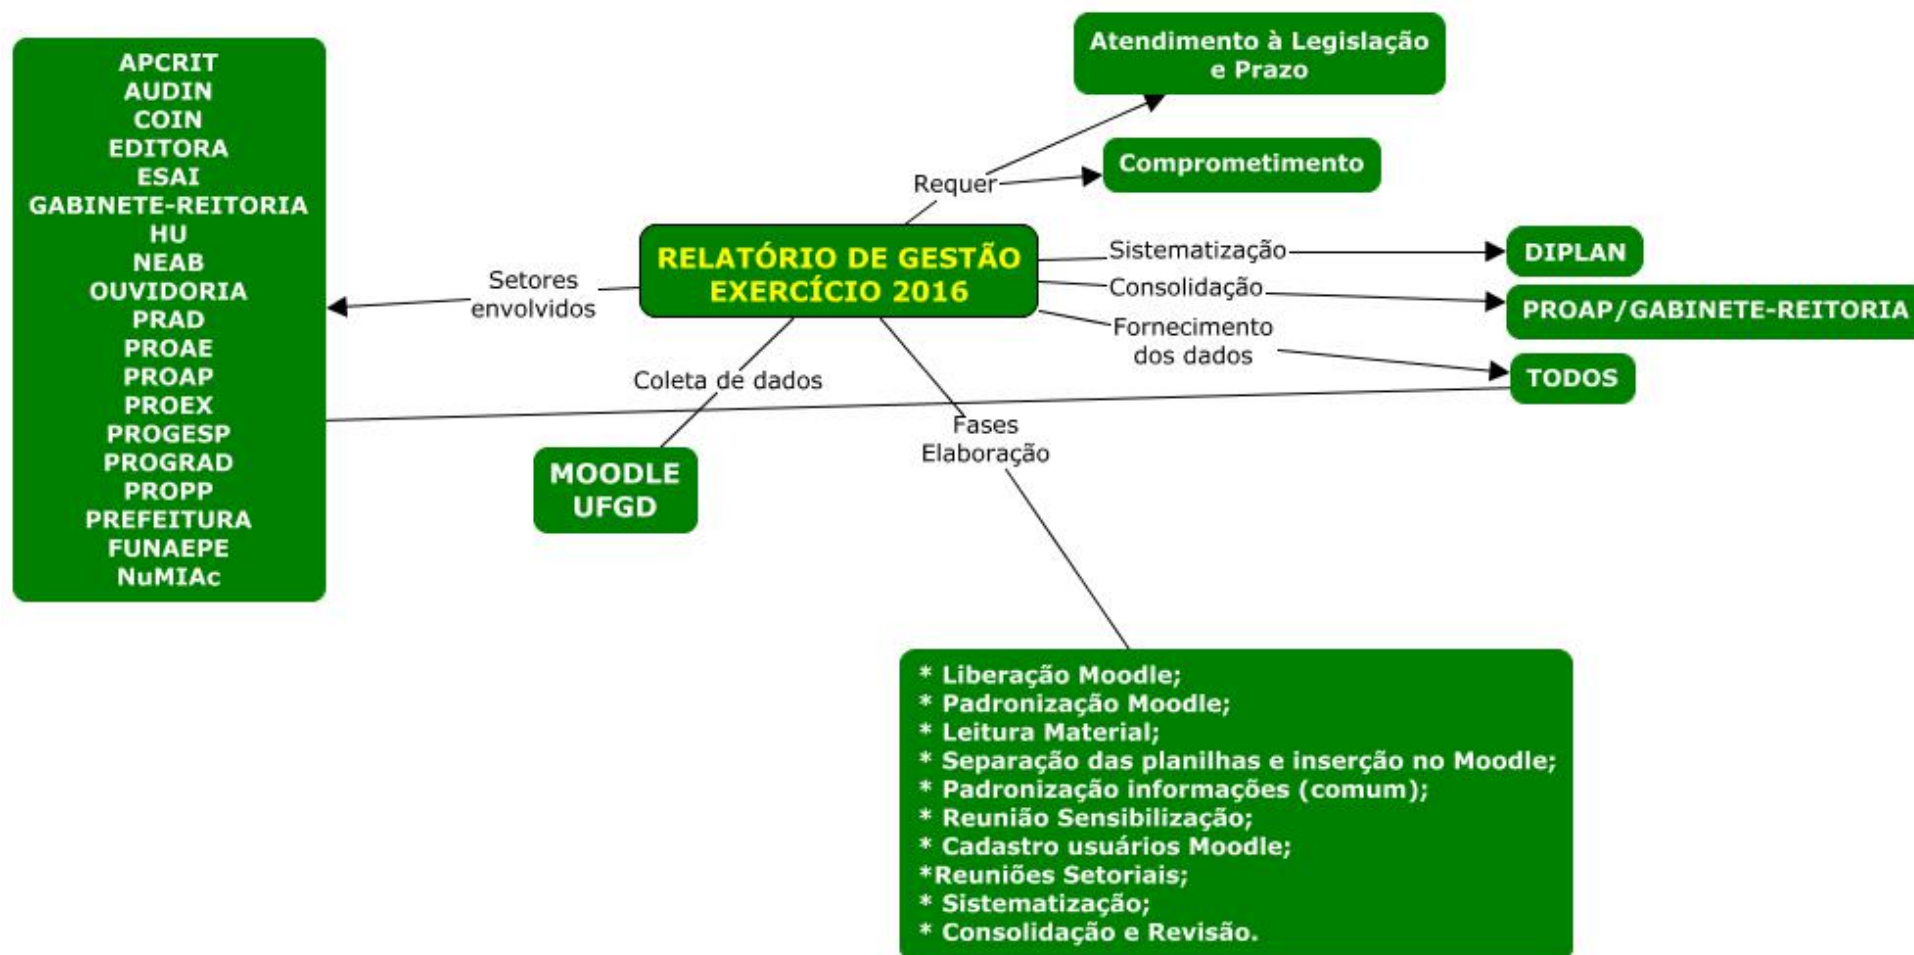 APCRIT
AUDIN
COIN
EDITORA
ESAI
GABINETE-REITORIA
HU
NEAB
OUVIDORIA
PRAD
PROAE
PROAP
PROEX
PROGESP
PROGRAD
PROPP
PREFEITURA
FUNAEPE
NuMIAc
Setores
envolvidos
RELATÓRIO DE GESTÃO
EXERCÍCIO 2016
Requer
Atendimento à Legislação
e Prazo
Comprometimento
Sistematização
DIPLAN
Consolidação
PROAP/GABINETE-REITORIA
Fornecimento
dos dados
TODOS
Coleta de dados
MOODLE
UFGD
Fases
Elaboração
* Liberação Moodle;
* Padronização Moodle;
* Leitura Material;
* Separação das planilhas e inserção no Moodle;
* Padronização informações (comum);
* Reunião Sensibilização;
* Cadastro usuários Moodle;
*Reuniões Setoriais;
* Sistematização;
* Consolidação e Revisão.